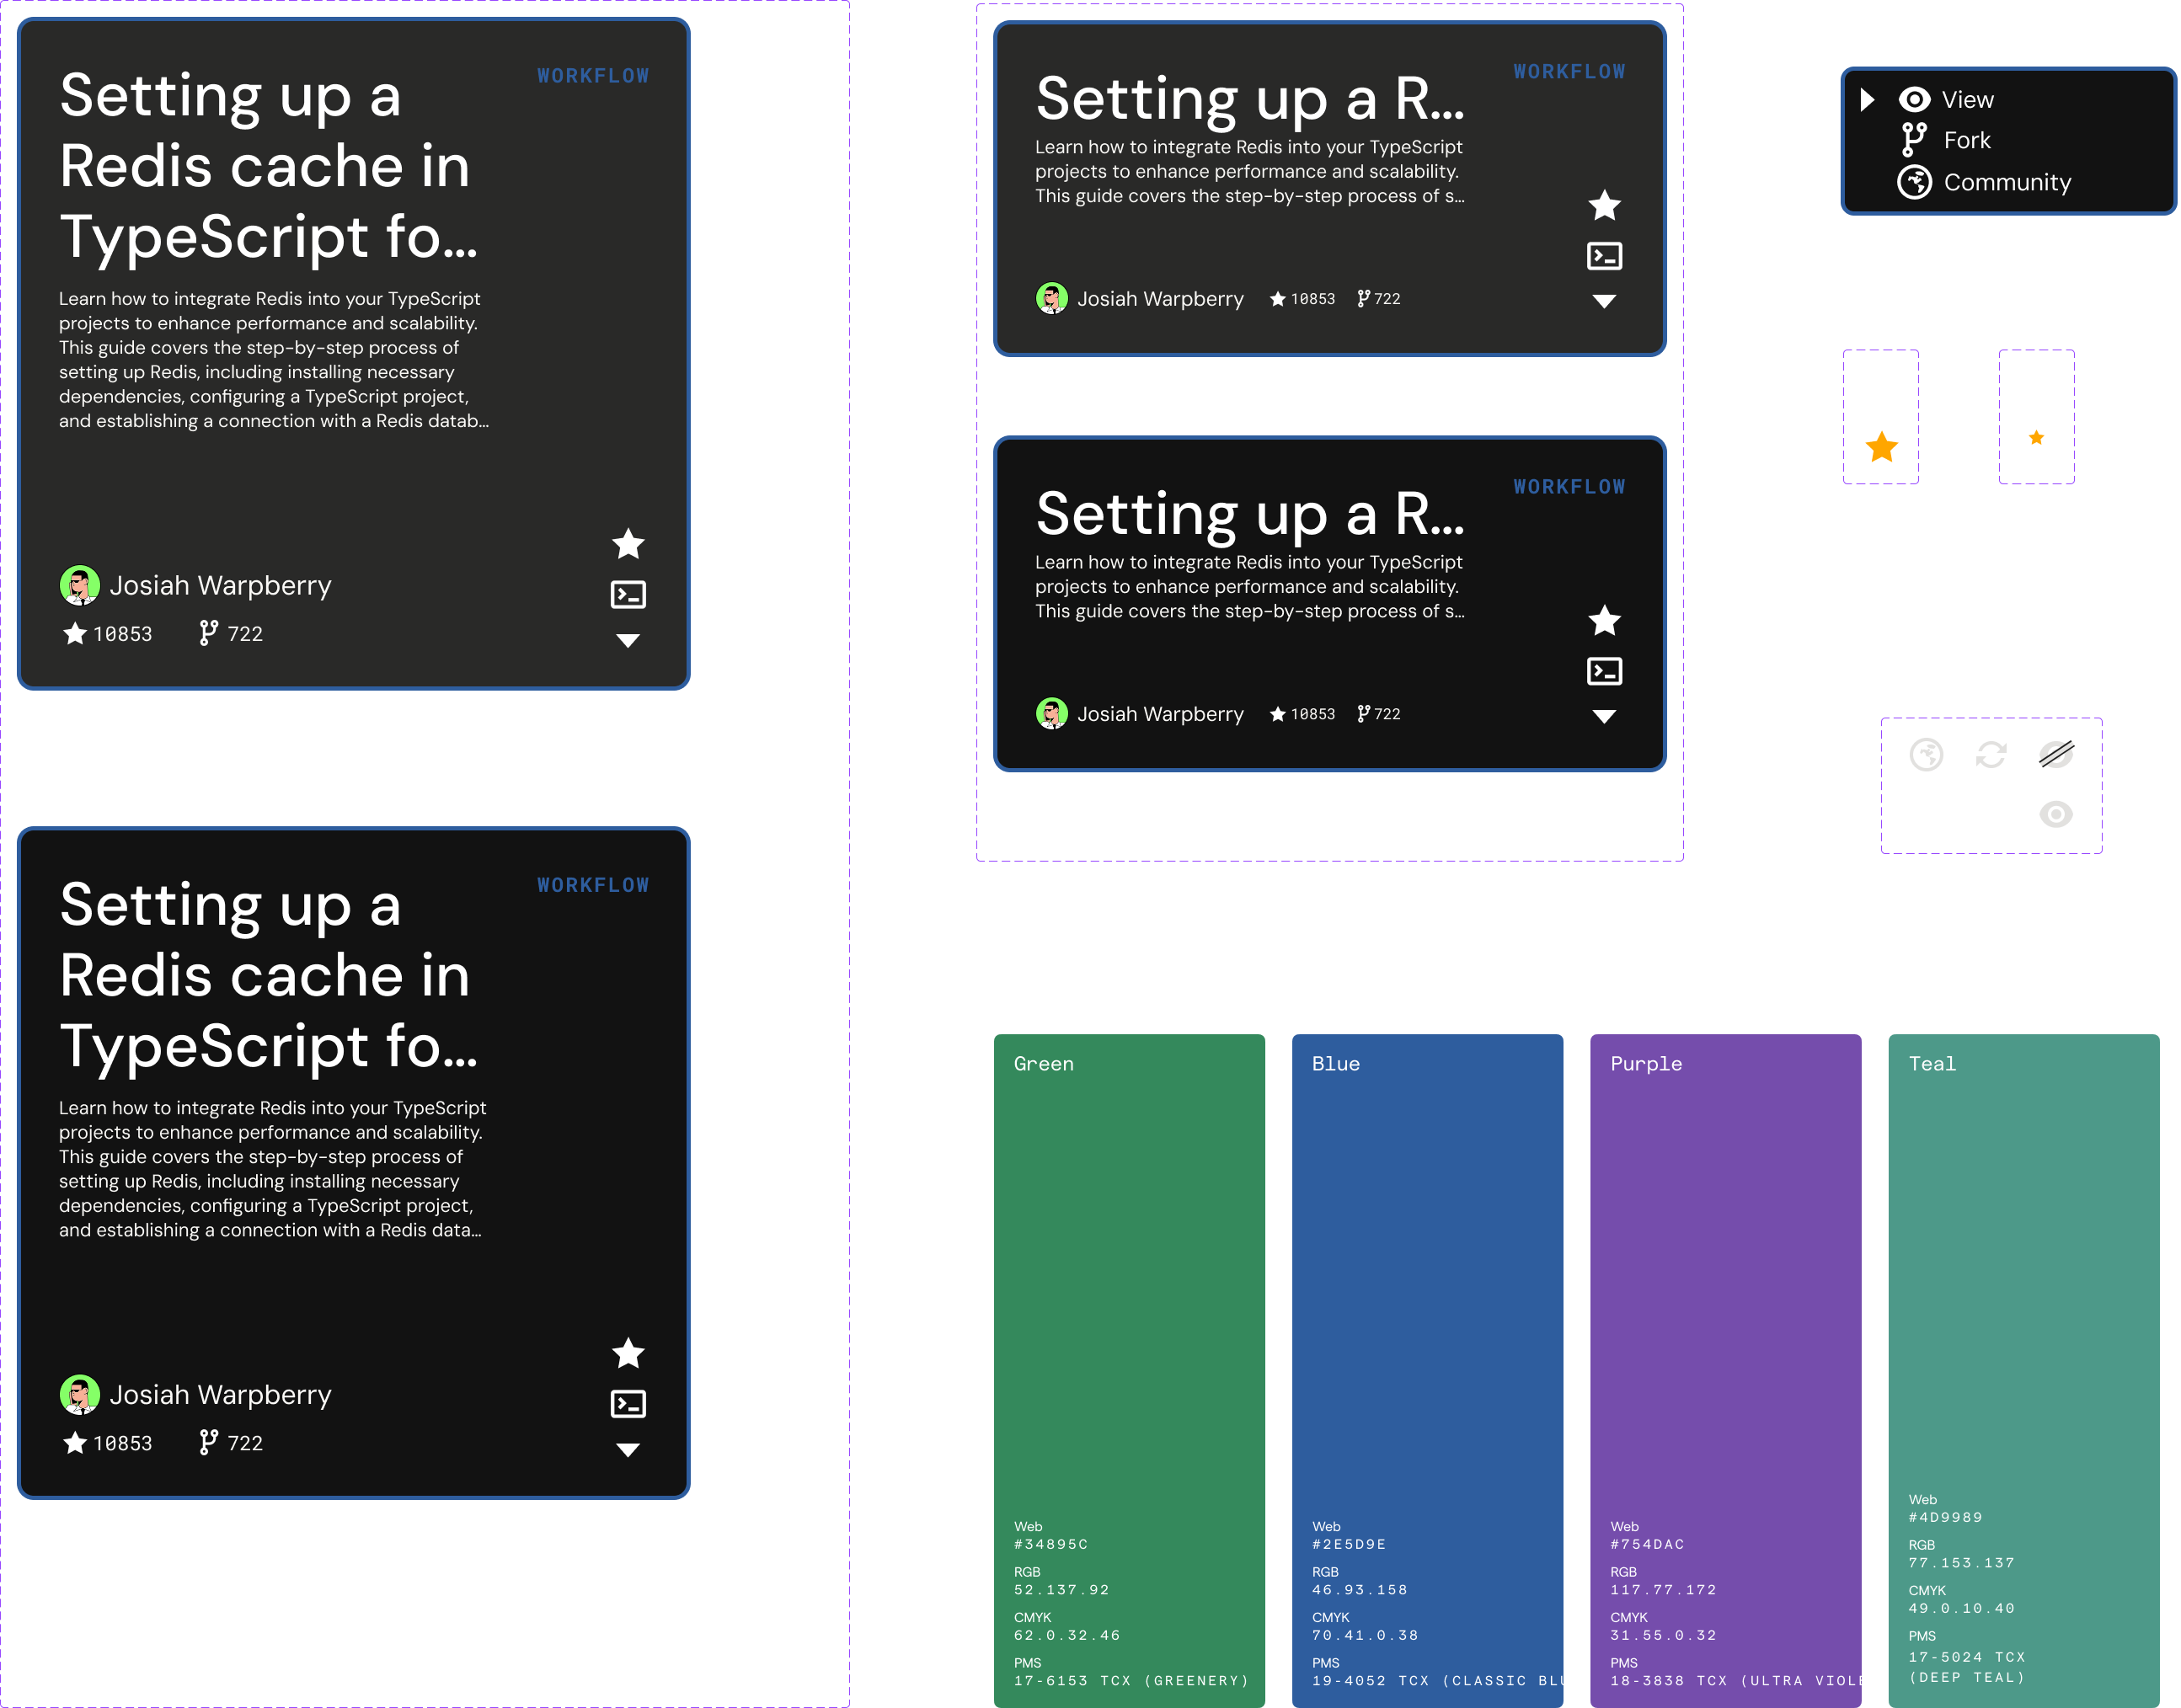 Setting up a
Redis cache in
TypeScript fo...
WORKFLOW
Learn how to integrate Redis into your TypeScript
projects to enhance performance and scalability.
This guide covers the step-by-step process of
setting up Redis, including installing necessary
dependencies, configuring a TypeScript project,
and establishing a connection with a Redis datab...
Josiah Warpberry
10853 722
Setting up a
Redis cache in
TypeScript fo...
WORKFLOW
Learn how to integrate Redis into your TypeScript
projects to enhance performance and scalability.
This guide covers the step-by-step process of
setting up Redis, including installing necessary
dependencies, configuring a TypeScript project,
and establishing a connection with a Redis data...
Josiah Warpberry
10853 722
Setting up a R...
WORKFLOW
Learn how to integrate Redis into your TypeScript
projects to enhance performance and scalability.
This guide covers the step-by-step process of s...
Josiah Warpberry 10853 722
Setting up a R...
WORKFLOW
Learn how to integrate Redis into your TypeScript
projects to enhance performance and scalability.
This guide covers the step-by-step process of s...
Josiah Warpberry 10853 722
View
Fork
Community
Green
Web
#34895C
RGB
52.137.92
CMYK
62.0.32.46
PMS
17-6153 TCX (GREENERY)
Blue
Web
#2E5D9E
RGB
46.93.158
CMYK
70.41.0.38
PMS
19-4052 TCX (CLASSIC BLU
Purple
Web
#754DAC
RGB
117.77.172
CMYK
31.55.0.32
PMS
18-3838 TCX (ULTRA VIOLE
Teal
Web
#4D9989
RGB
77.153.137
CMYK
49.0.10.40
PMS
17-5024 TCX
(DEEP TEAL)